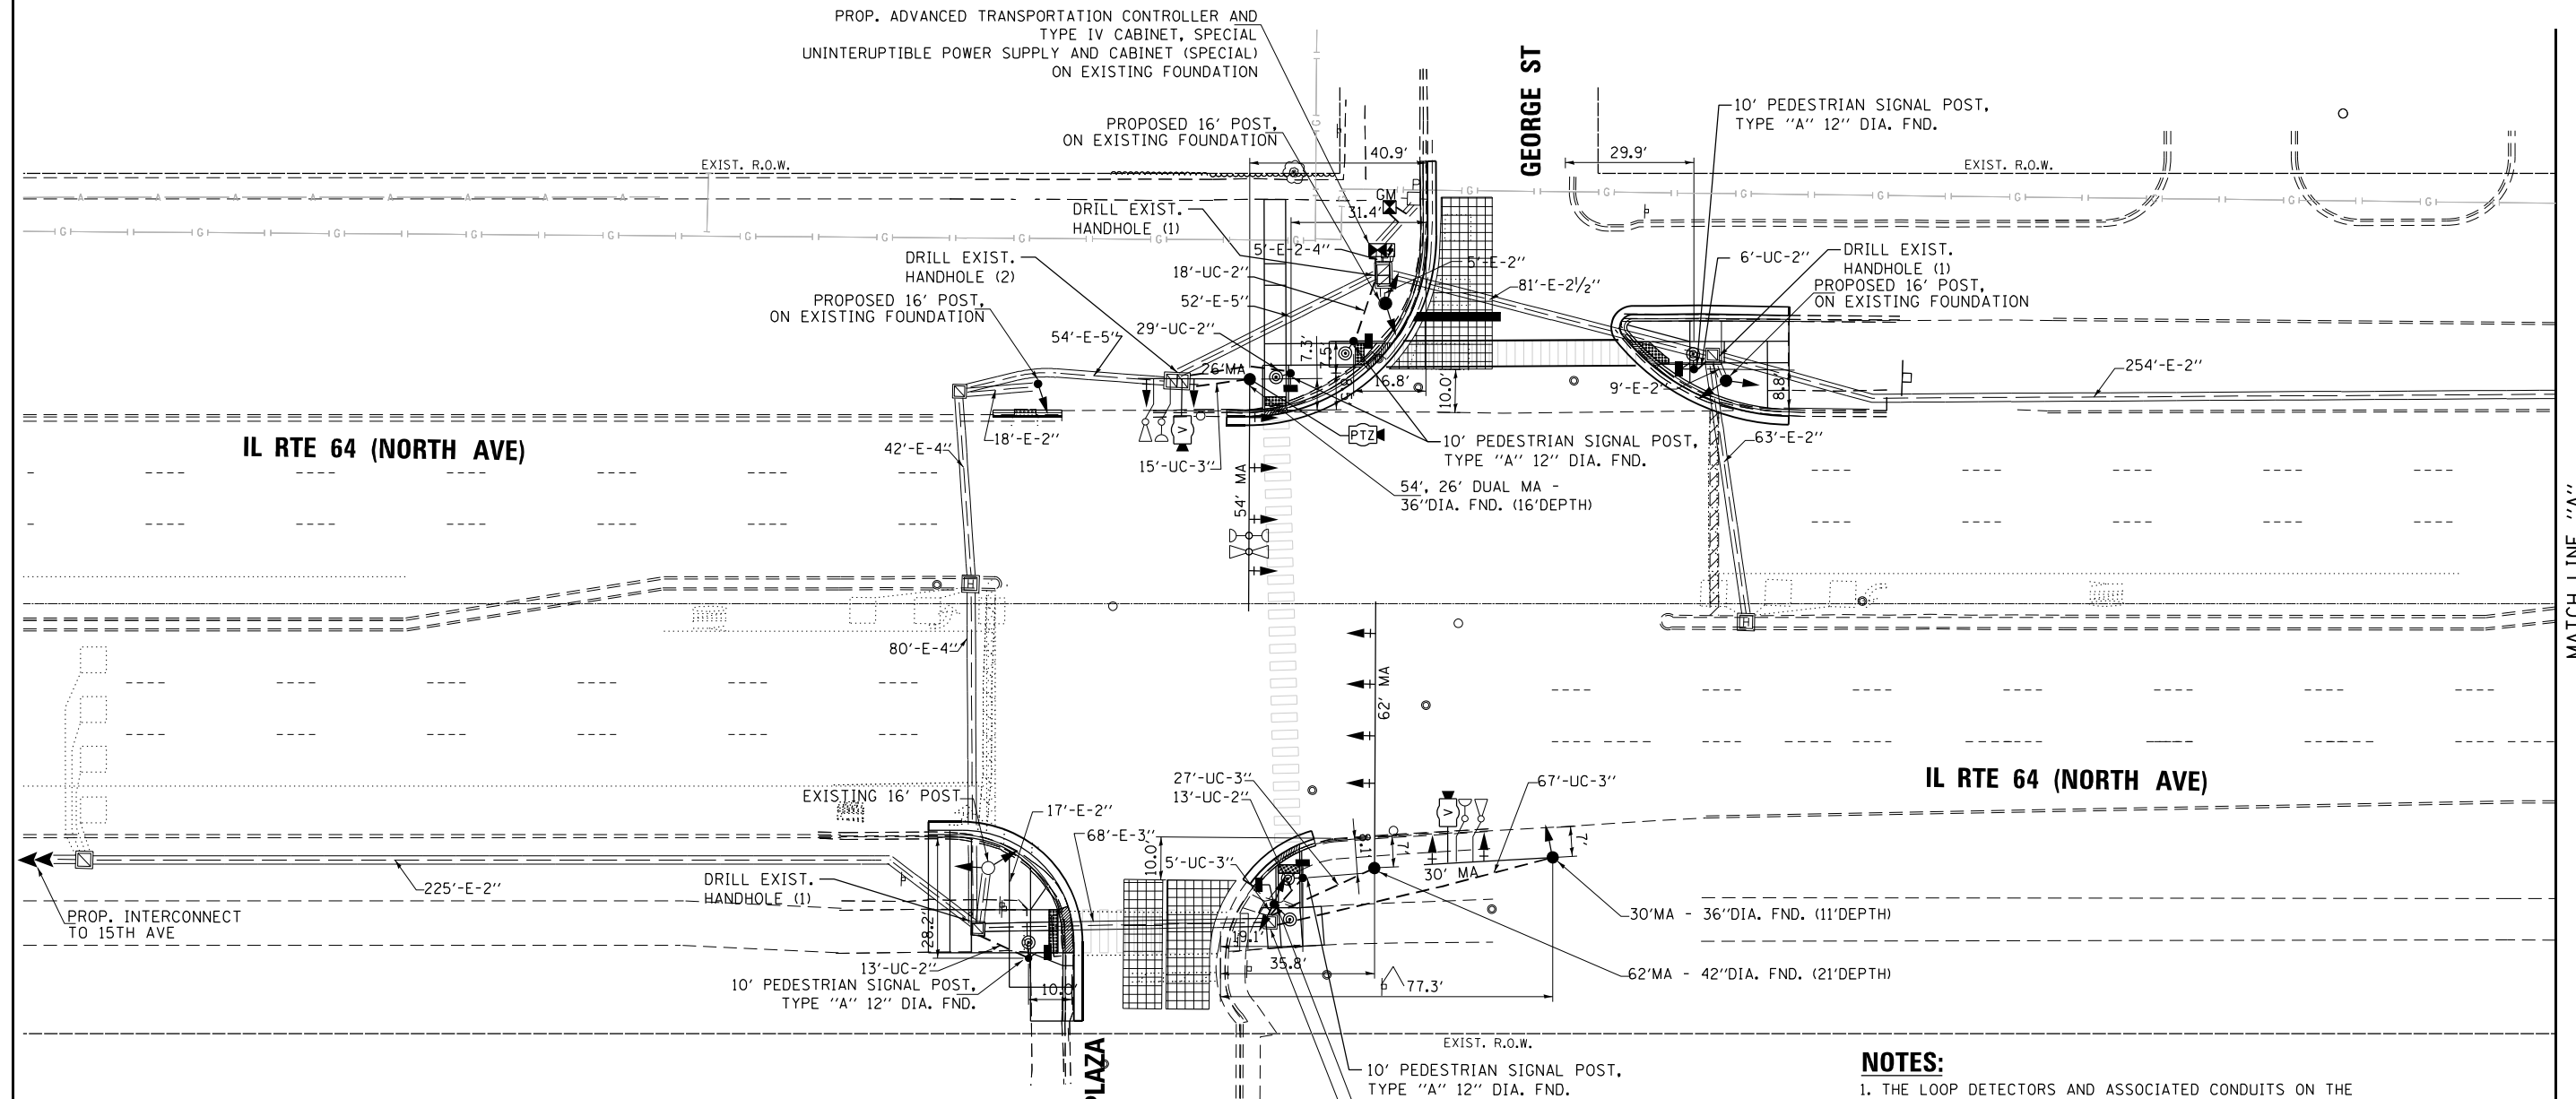 PROP. ADVANCED TRANSPORTATION CONTROLLER AND
TYPE IV CABINET, SPECIAL
UNINTERUPTIBLE POWER SUPPLY AND CABINET (SPECIAL)
ON EXISTING FOUNDATION
GEORGE ST
10' PEDESTRIAN SIGNAL POST,
TYPE "A" 12" DIA. FND.
PROPOSED 16' POST,
ON EXISTING FOUNDATION
40.9'
29.9'
EXIST. R.O.W.
EXIST. R.O.W.
GM
DRILL EXIST.
HANDHOLE (1)
31.4'
5'-E-2-4"
DRILL EXIST.
HANDHOLE (2)
18'-UC-2"
5'-E-2"
6'-UC-2"
DRILL EXIST.
HANDHOLE (1)
PROPOSED 16' POST,
ON EXISTING FOUNDATION
81'-E-2 1/2"
52'-E-5"
PROPOSED 16' POST,
ON EXISTING FOUNDATION
29'-UC-2"
54'-E-5"
7.3'
7.5'
26'MA
16.8'
10.0'
9'-E-2"
8.8'
254'-E-2"
IL RTE 64 (NORTH AVE)
42'-E-4"
18'-E-2"
V
PTZ
15'-UC-3"
10' PEDESTRIAN SIGNAL POST,
TYPE "A" 12" DIA. FND.
63'-E-2"
54' MA
54', 26' DUAL MA -
36"DIA. FND. (16'DEPTH)
MATCH LINE "A"
H
H
80'-E-4"
62' MA
IL RTE 64 (NORTH AVE)
27'-UC-3"
13'-UC-2"
67'-UC-3"
EXISTING 16' POST
17'-E-2"
68'-E-3"
V
10.0'
8.1'
7'
7'
5'-UC-3"
30' MA
225'-E-2"
DRILL EXIST.
HANDHOLE (1)
PROP. INTERCONNECT
TO 15TH AVE
28.2'
19.1'
30'MA - 36"DIA. FND. (11'DEPTH)
13'-UC-2"
35.8'
62'MA - 42"DIA. FND. (21'DEPTH)
10' PEDESTRIAN SIGNAL POST,
TYPE "A" 12" DIA. FND.
10.0'
77.3'
PLAZA
EXIST. R.O.W.
10' PEDESTRIAN SIGNAL POST,
TYPE "A" 12" DIA. FND.
NOTES:
1. THE LOOP DETECTORS AND ASSOCIATED CONDUITS ON THE